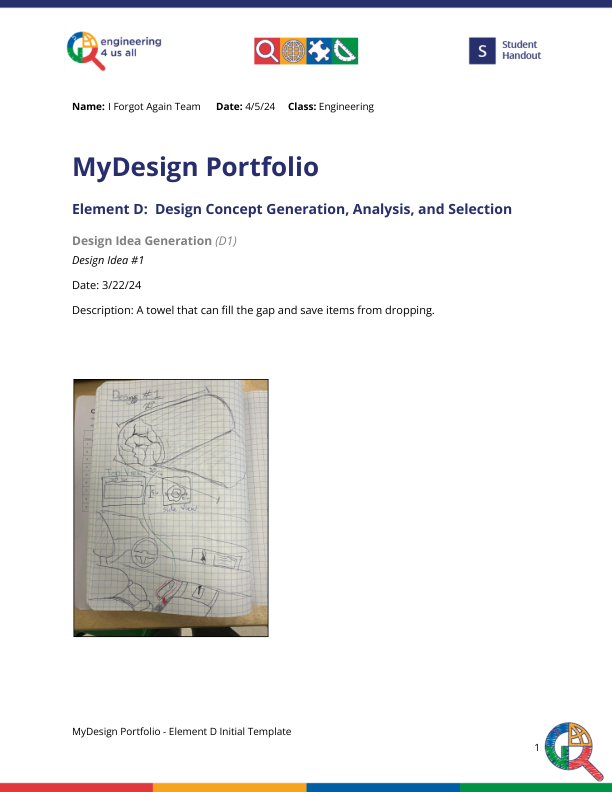 engineering
4 us all
S
Student
Handout
Name: I Forgot Again Team Date: 4/5/24 Class: Engineering
MyDesign Portfolio
Element D: Design Concept Generation, Analysis, and Selection
Design Idea Generation (D1)
Design Idea #1
Date: 3/22/24
Description: A towel that can fill the gap and save items from dropping.
Design #1
Top View
Side View
MyDesign Portfolio - Element D Initial Template
1